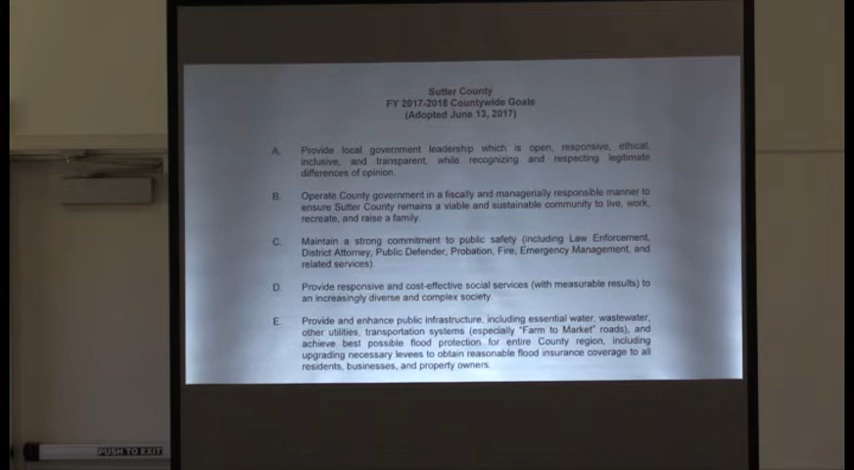 Sutter County
FY 2017-2018 Countywide Goals
(Adopted June 13, 2017)
A. Provide local government leadership which is open, responsive, ethical,
inclusive, and transparent, while recognizing and respecting legitimate
differences of opinion.
B. Operate County government in a fiscally and managerially responsible manner to
ensure Sutter County remains a viable and sustainable community to live, work,
recreate, and raise a family.
C. Maintain a strong commitment to public safety (including Law Enforcement,
District Attorney, Public Defender, Probation, Fire, Emergency Management, and
related services).
D. Provide responsive and cost-effective social services (with measurable results) to
an increasingly diverse and complex society.
E. Provide and enhance public infrastructure, including essential water, wastewater,
other utilities, transportation systems (especially "Farm to Market" roads), and
achieve best possible flood protection for entire County region, including
upgrading necessary levees to obtain reasonable flood insurance coverage to all
residents, businesses, and property owners.
PUSH TO EXIT